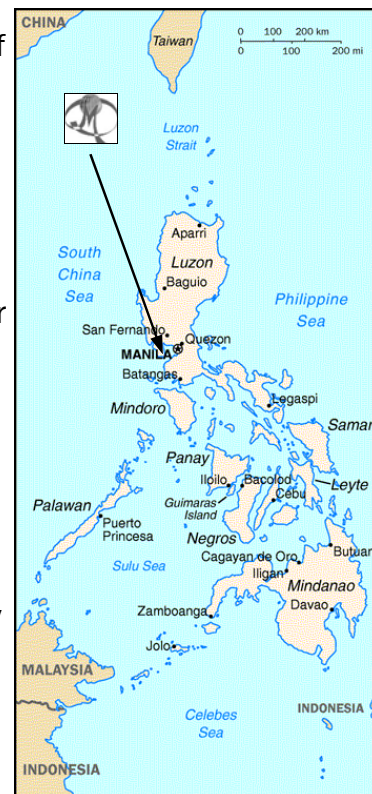 CHINA
of
Taiwan
0 100 200 km
0 100 200 mi
Luzon
Strait
Aparri
Luzon
South
China
Sea
Baguio
Philippine
Sea
r
San Fernando
Quezon
MANILA
Batangas
Legaspi
Mindoro
Samar
Panay
Iloilo
Bacolod
Cebu
Leyte
Guimaras
Island
Palawan
Puerto
Princesa
Negros
Cagayan de Oro
Butuan
Iligan
Sulu Sea
Mindanao
Zamboanga
Davao
y
Jolo
MALAYSIA
INDONESIA
Celebes
Sea
INDONESIA